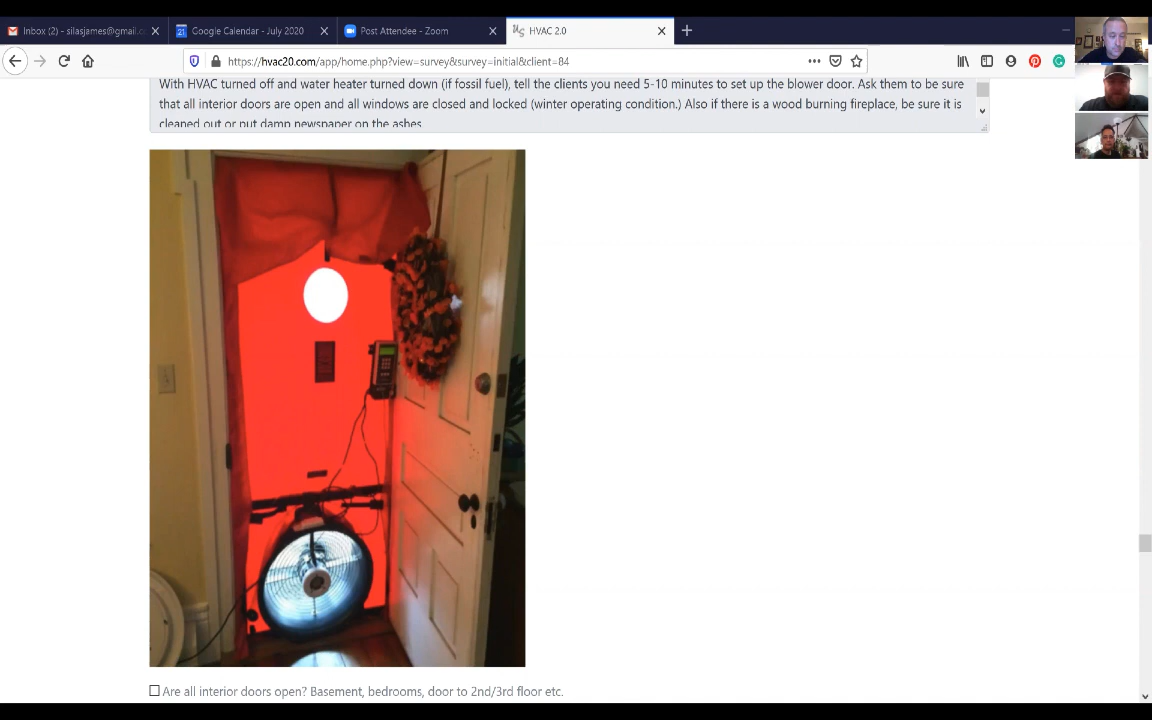 Inbox (2) - silasjames@gmail.c
Google Calendar - July 2020
Post Attendee - Zoom
HVAC 2.0
https://hvac20.com/app/home.php?view=survey&survey=initial&client=84
With HVAC turned off and water heater turned down (if fossil fuel), tell the clients you need 5-10 minutes to set up the blower door. Ask them to be sure
that all interior doors are open and all windows are closed and locked (winter operating condition.) Also if there is a wood burning fireplace, be sure it is
cleaned out or put damp newspaper on the ashes.
Are all interior doors open? Basement, bedrooms, door to 2nd/3rd floor etc.